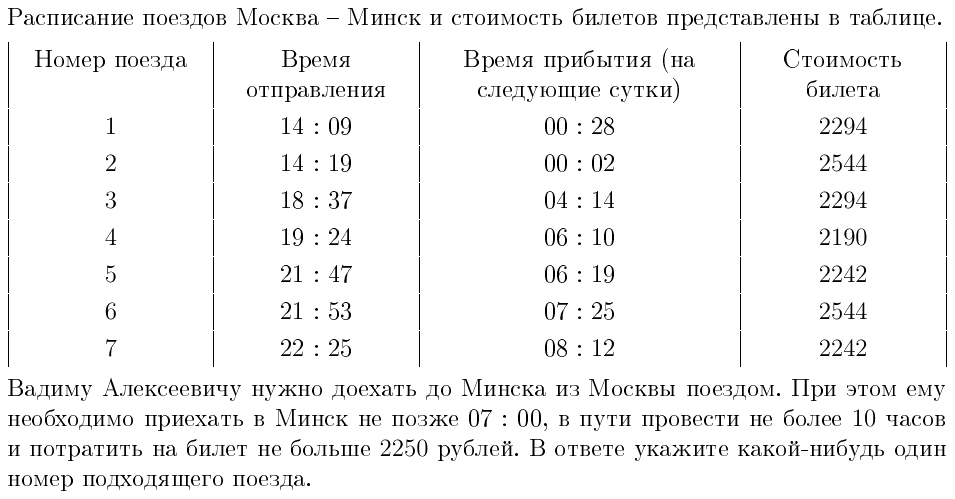 Расписание поездов Москва – Минск и стоимость билетов представлены в таблице.
Номер поезда Время отправления Время прибытия (на следующие сутки) Стоимость билета
1 14 : 09 00 : 28 2294
2 14 : 19 00 : 02 2544
3 18 : 37 04 : 14 2294
4 19 : 24 06 : 10 2190
5 21 : 47 06 : 19 2242
6 21 : 53 07 : 25 2544
7 22 : 25 08 : 12 2242
Вадиму Алексеевичу нужно доехать до Минска из Москвы поездом. При этом ему
необходимо приехать в Минск не позже 07 : 00, в пути провести не более 10 часов
и потратить на билет не больше 2250 рублей. В ответе укажите какой-нибудь один
номер подходящего поезда.